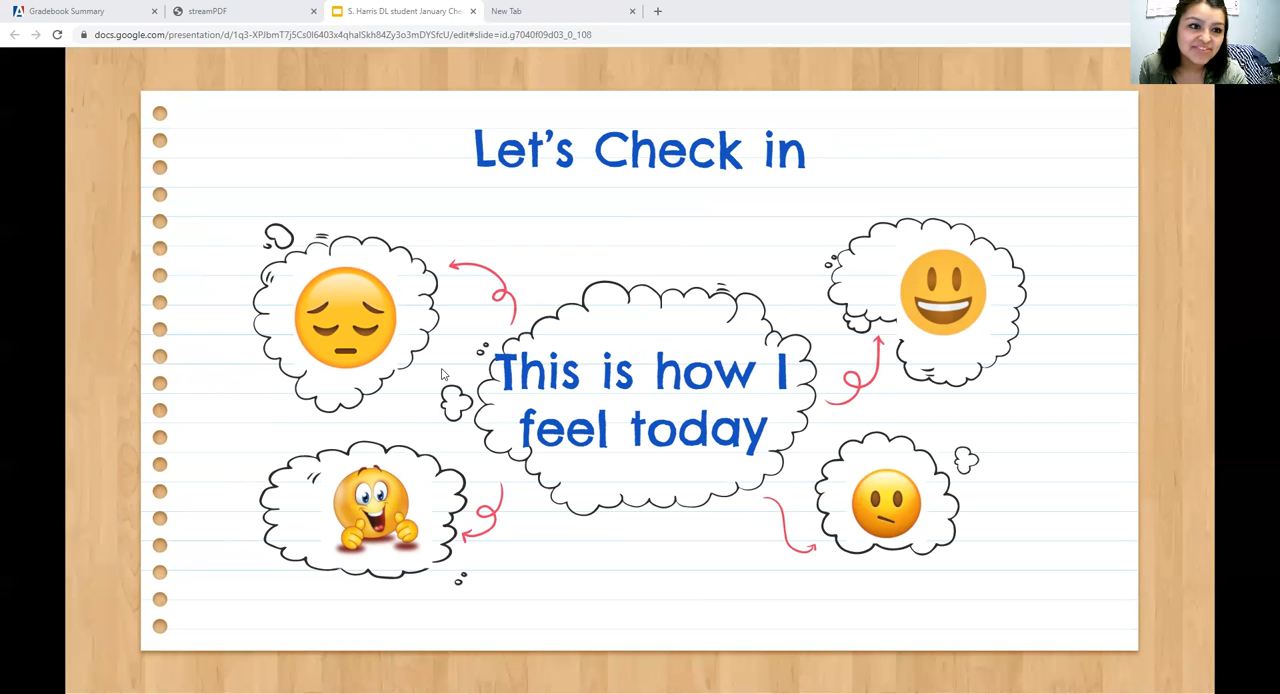 Gradebook Summary
streamPDF
S. Harris DL student January Che
New Tab
docs.google.com/presentation/d/1q3-XPJbmT7j5Cs0I6403x4qhalSkh84Zy3o3mDYSfcU/edit#slide=id.g7040f09d03_0_108
Let's Check in
This is how I
feel today